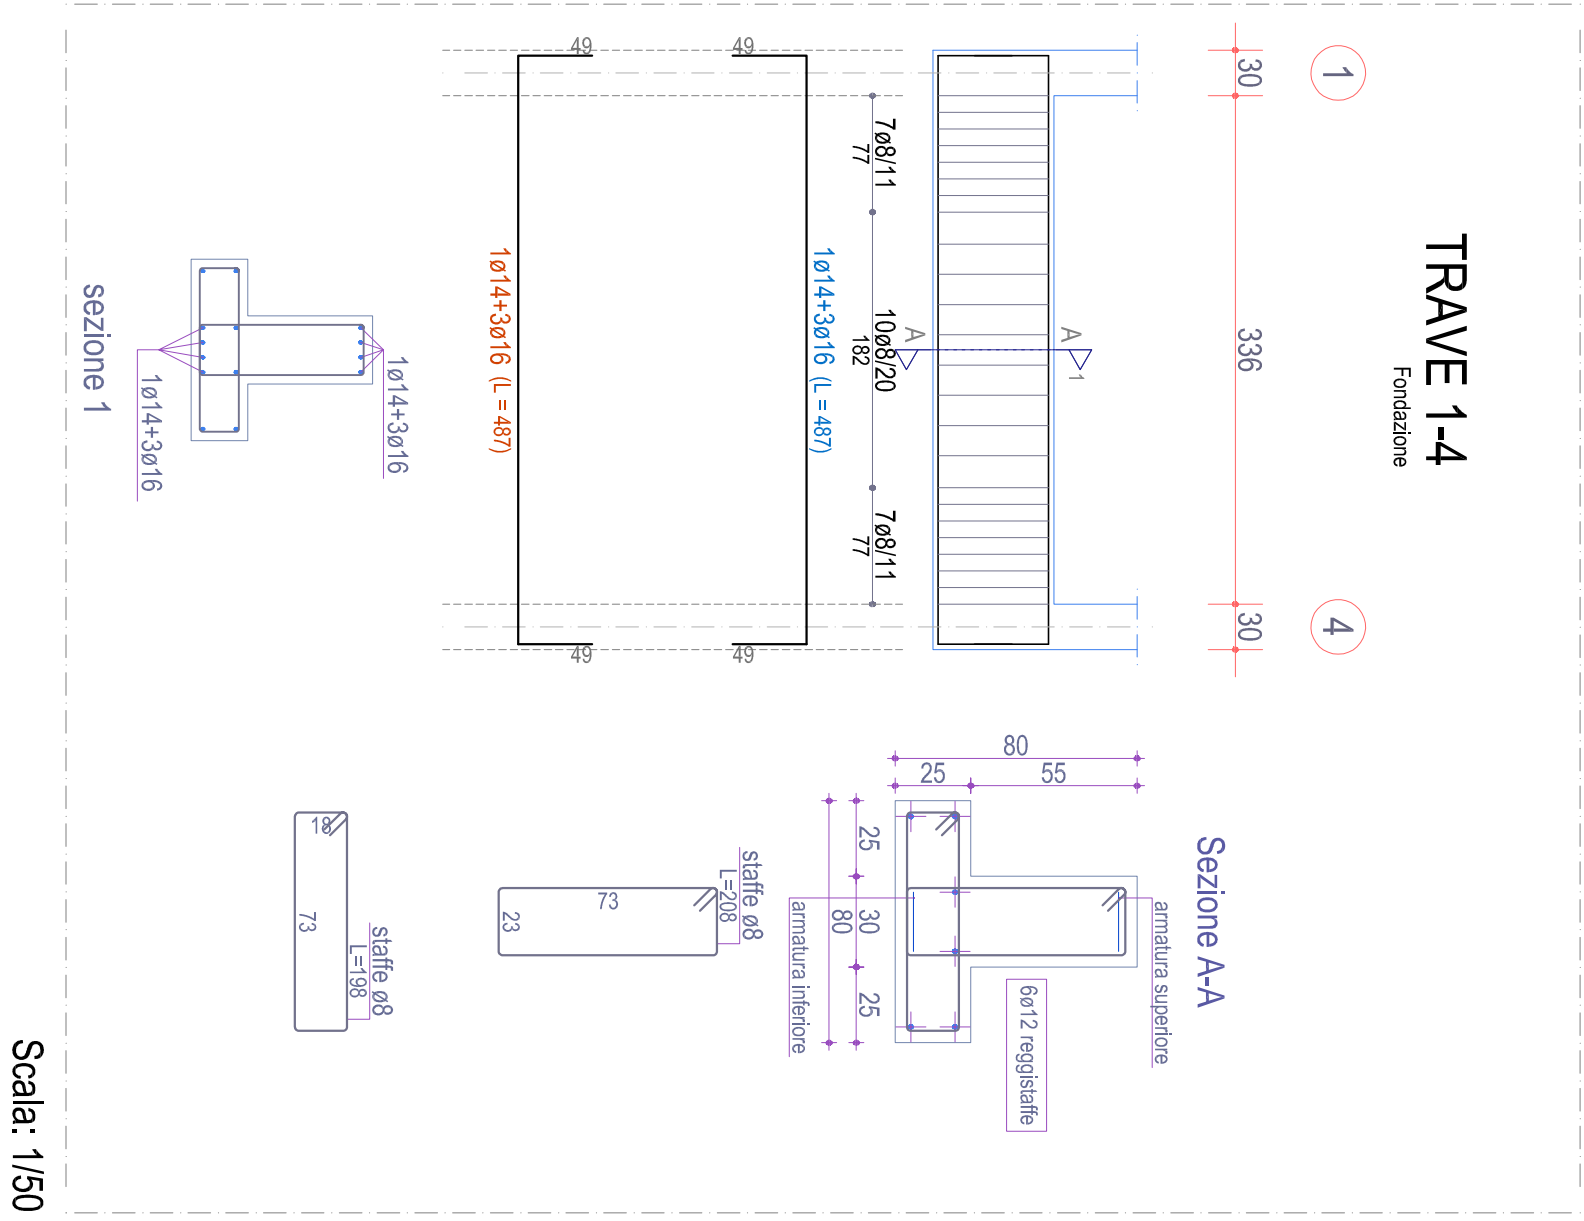 TRAVE 1-4
Fondazione
1
4
30
336
30
A
A
1
7ø8/11
77
10ø8/20
182
7ø8/11
77
49
49
1ø14+3ø16 (L = 487)
49
49
1ø14+3ø16 (L = 487)
1ø14+3ø16
1ø14+3ø16
sezione 1
Sezione A-A
armatura superiore
6ø12 reggistaffe
80
25
55
25
30
25
80
armatura inferiore
staffe ø8
L=208
73
23
staffe ø8
L=198
18
73
Scala: 1/50